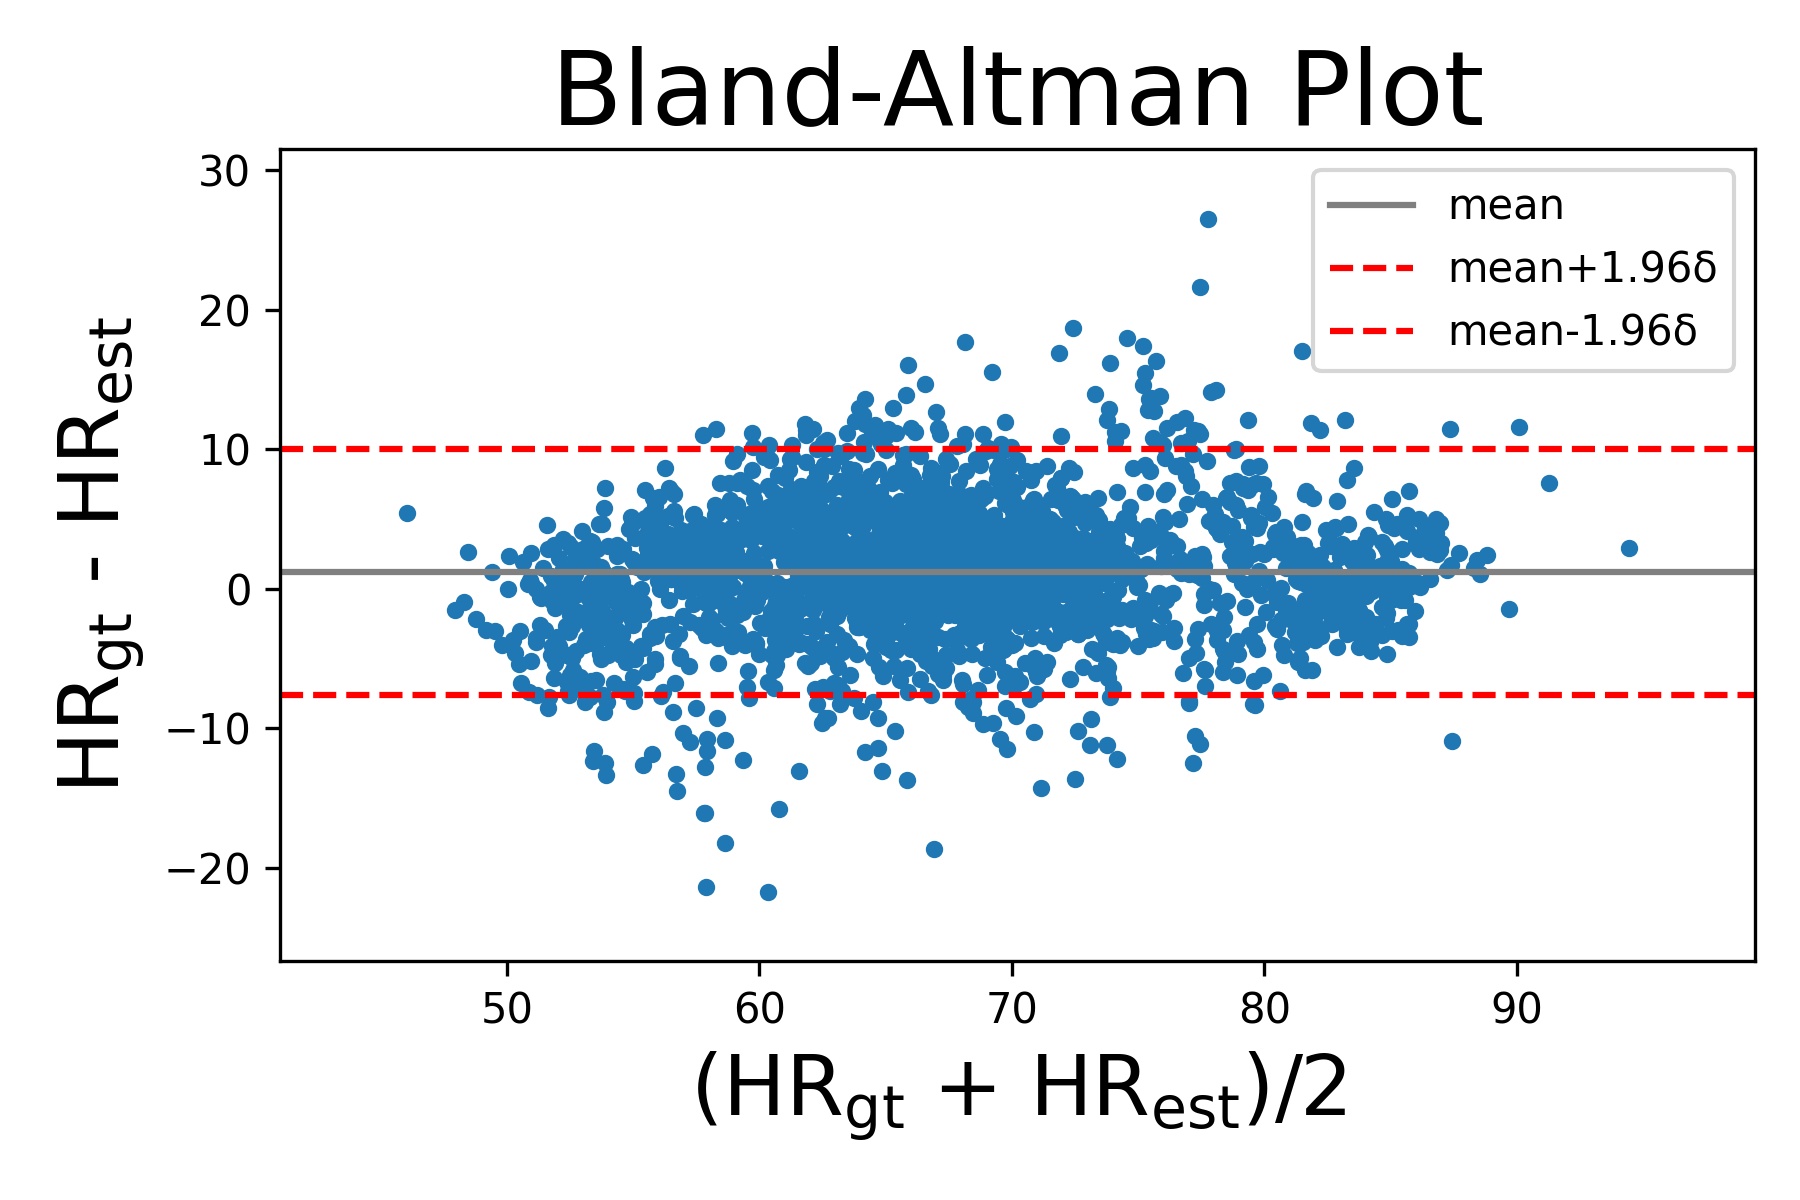 Bland-Altman Plot
HRgt - HRest
30
20
10
0
−10
−20
mean
mean+1.96δ
mean-1.96δ
50 60 70 80 90
(HRgt + HRest)/2